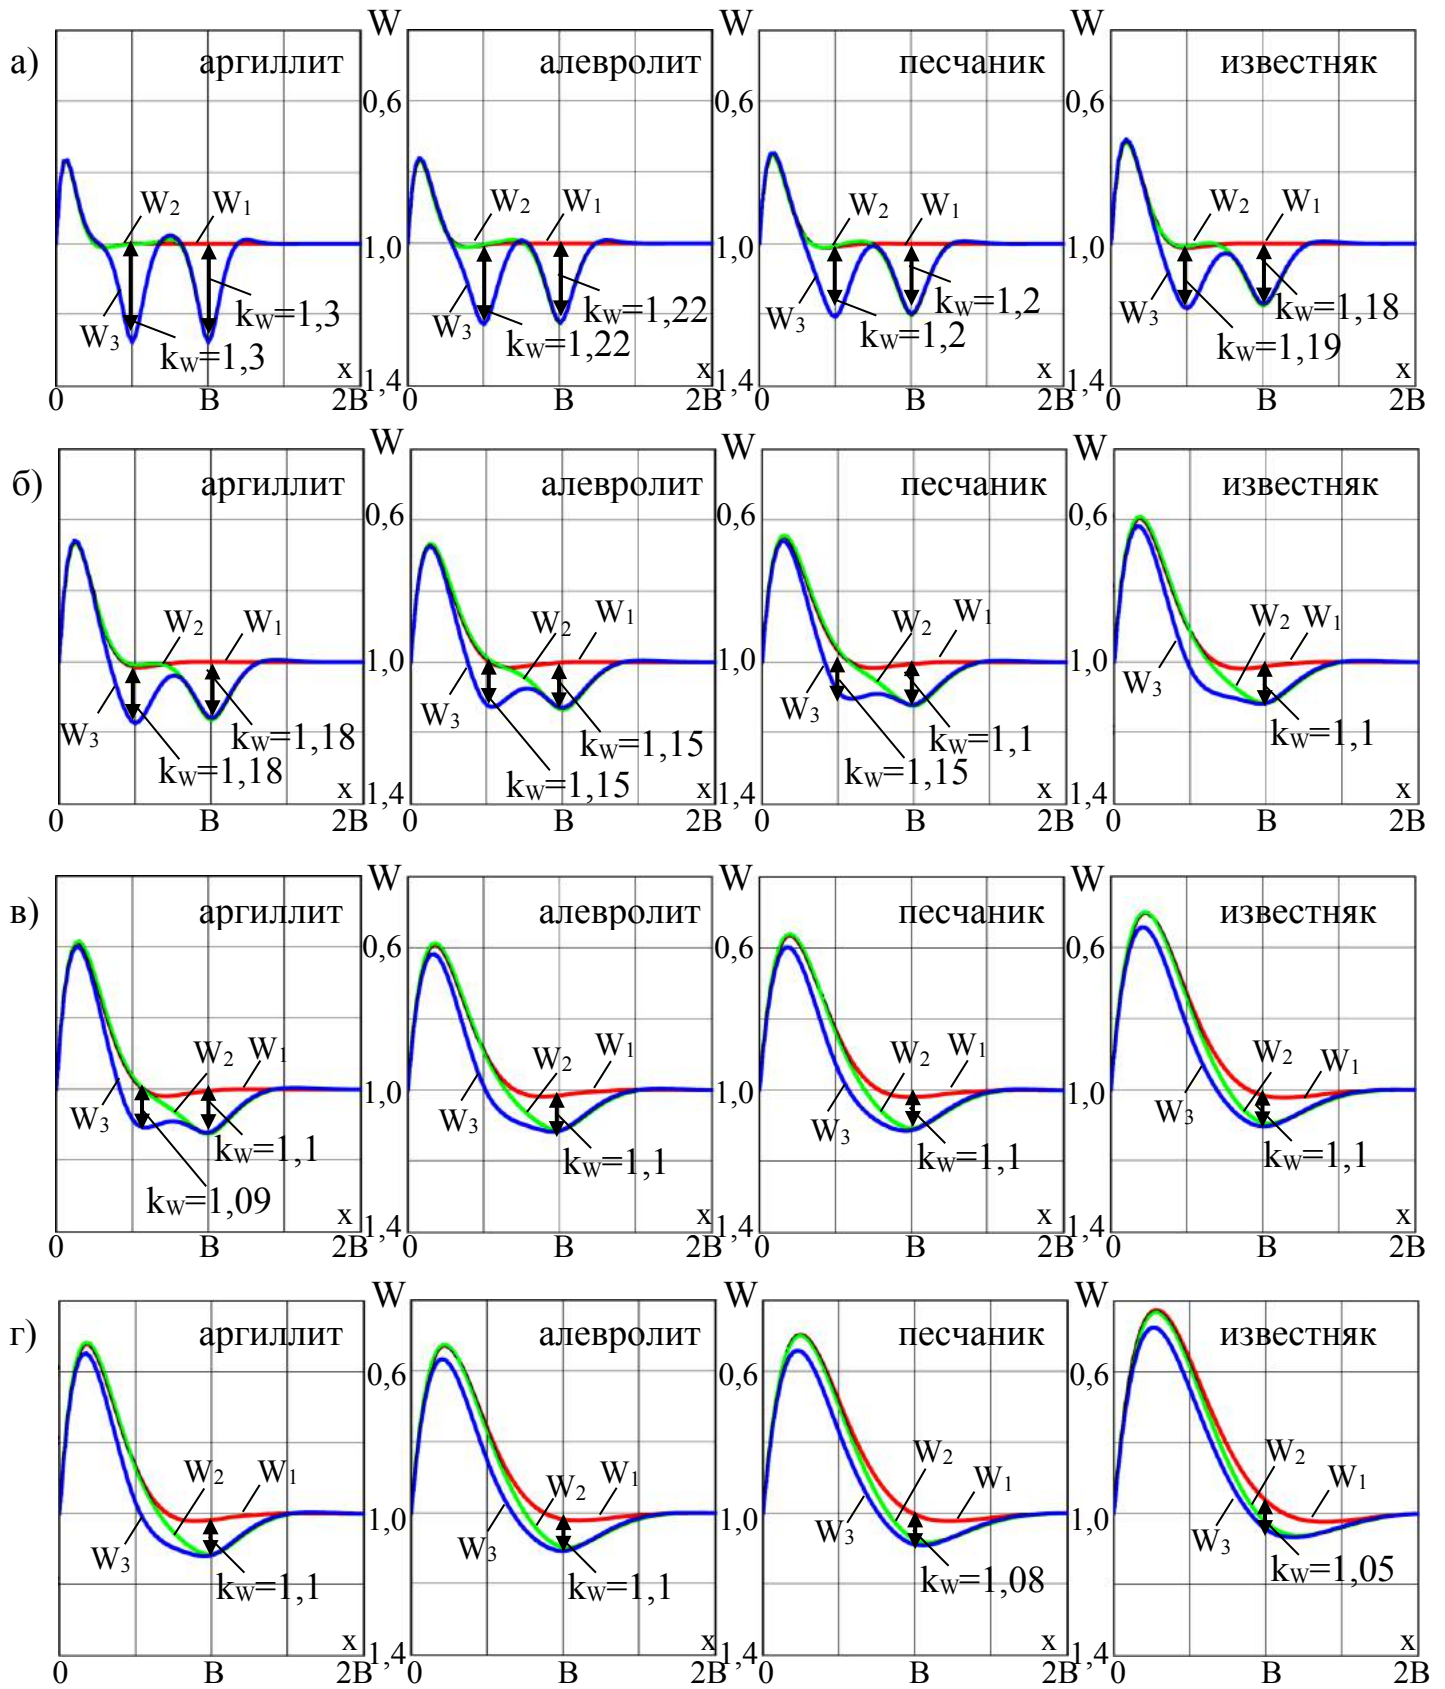 а)
W W W
аргиллит алевролит песчаник известняк
0,6 0,6 0,6
W2 W1 W2 W1 W2 W1 W2 W1
1,0 1,0 1,0
W3 kW=1,3 W3 kW=1,22 W3 kW=1,2 W3 kW=1,18
kW=1,3 kW=1,22 kW=1,2 kW=1,19
x 1,4 x 1,4 x 1,4 x
0 B 2B 0 B 2B 0 B 2B 0 B 2B
б)
W W W
аргиллит алевролит песчаник известняк
0,6 0,6 0,6
W2 W1 W2 W1 W2 W1 W2 W1
1,0 1,0 1,0
W3 kW=1,18 W3 kW=1,15 W3 kW=1,1 W3 kW=1,1
kW=1,18 kW=1,15 kW=1,15
x 1,4 x 1,4 x 1,4 x
0 B 2B 0 B 2B 0 B 2B 0 B 2B
в)
W W W
аргиллит алевролит песчаник известняк
0,6 0,6 0,6
W2 W1 W2 W1 W2 W1 W2 W1
1,0 1,0 1,0
W3 kW=1,1 W3 kW=1,1 W3 kW=1,1 W3 kW=1,1
kW=1,09
x 1,4 x 1,4 x 1,4 x
0 B 2B 0 B 2B 0 B 2B 0 B 2B
г)
W W W
аргиллит алевролит песчаник известняк
0,6 0,6 0,6
W2 W1 W2 W1 W2 W1 W2 W1
1,0 1,0 1,0
W3 kW=1,1 W3 kW=1,1 W3 kW=1,08 W3 kW=1,05
x 1,4 x 1,4 x 1,4 x
0 B 2B 0 B 2B 0 B 2B 0 B 2B